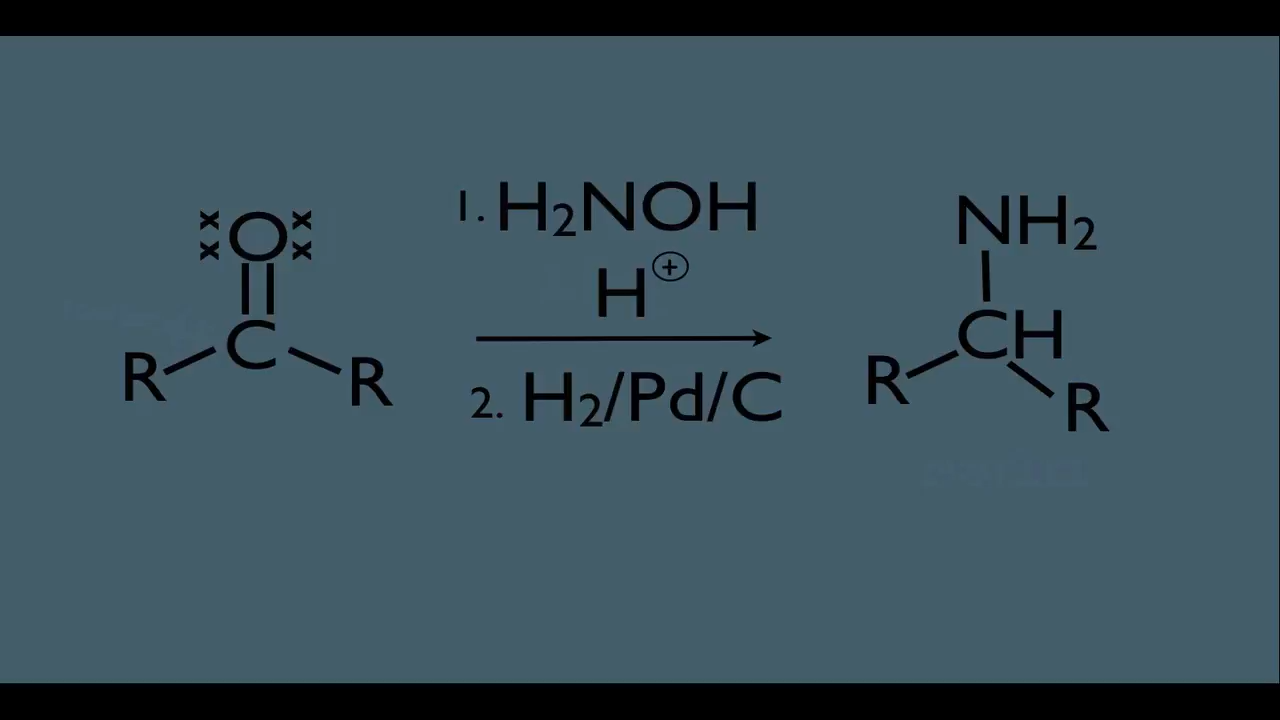 O
C
R R
1. H₂NOH
H⊕
2. H₂/Pd/C
NH₂
CH
R R